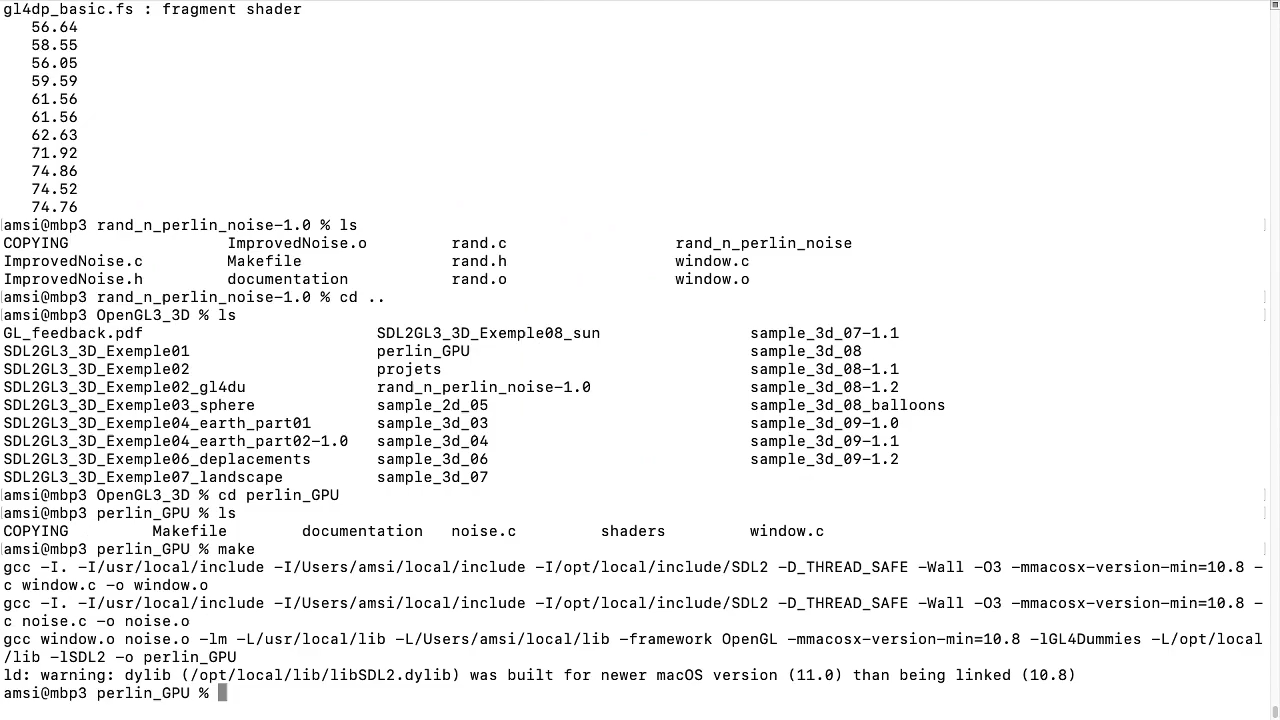 gl4dp_basic.fs : fragment shader
56.64
58.55
56.05
59.59
61.56
61.56
62.63
71.92
74.86
74.52
74.76
amsi@mbp3 rand_n_perlin_noise-1.0 % ls
COPYING ImprovedNoise.o rand.c rand_n_perlin_noise
ImprovedNoise.c Makefile rand.h window.c
ImprovedNoise.h documentation rand.o window.o
amsi@mbp3 rand_n_perlin_noise-1.0 % cd ..
amsi@mbp3 OpenGL3_3D % ls
GL_feedback.pdf SDL2GL3_3D_Exemple08_sun sample_3d_07-1.1
SDL2GL3_3D_Exemple01 perlin_GPU sample_3d_08
SDL2GL3_3D_Exemple02 projets sample_3d_08-1.1
SDL2GL3_3D_Exemple02_gl4du rand_n_perlin_noise-1.0 sample_3d_08-1.2
SDL2GL3_3D_Exemple03_sphere sample_2d_05 sample_3d_08_balloons
SDL2GL3_3D_Exemple04_earth_part01 sample_3d_03 sample_3d_09-1.0
SDL2GL3_3D_Exemple04_earth_part02-1.0 sample_3d_04 sample_3d_09-1.1
SDL2GL3_3D_Exemple06_deplacements sample_3d_06 sample_3d_09-1.2
SDL2GL3_3D_Exemple07_landscape sample_3d_07
amsi@mbp3 OpenGL3_3D % cd perlin_GPU
amsi@mbp3 perlin_GPU % ls
COPYING Makefile documentation noise.c shaders window.c
amsi@mbp3 perlin_GPU % make
gcc -I. -I/usr/local/include -I/Users/amsi/local/include -I/opt/local/include/SDL2 -D_THREAD_SAFE -Wall -O3 -mmacosx-version-min=10.8 -
c window.c -o window.o
gcc -I. -I/usr/local/include -I/Users/amsi/local/include -I/opt/local/include/SDL2 -D_THREAD_SAFE -Wall -O3 -mmacosx-version-min=10.8 -
c noise.c -o noise.o
gcc window.o noise.o -lm -L/usr/local/lib -L/Users/amsi/local/lib -framework OpenGL -mmacosx-version-min=10.8 -lGL4Dummies -L/opt/local
/lib -lSDL2 -o perlin_GPU
ld: warning: dylib (/opt/local/lib/libSDL2.dylib) was built for newer macOS version (11.0) than being linked (10.8)
amsi@mbp3 perlin_GPU %